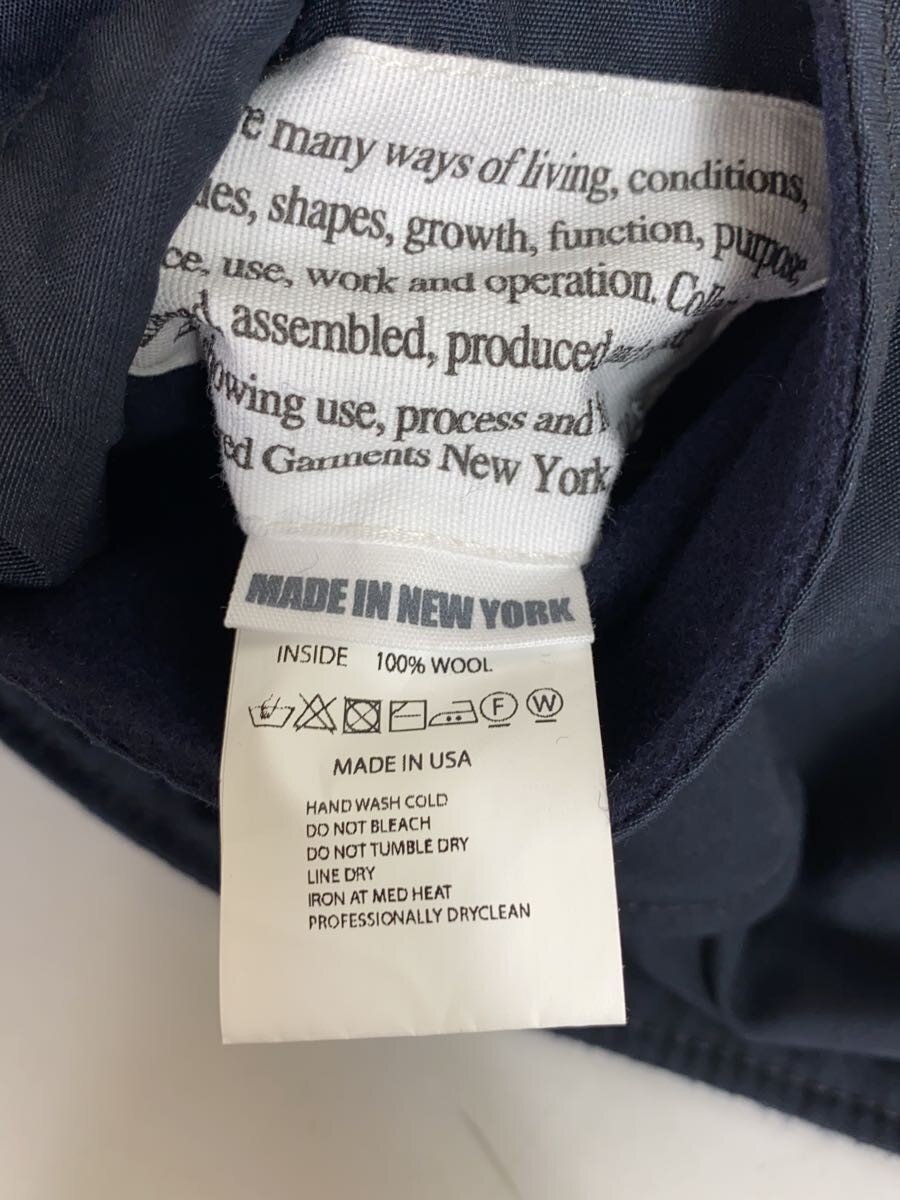 many ways of living, conditions,
shapes, growth, function, purpose,
use, work and operation.
assembled, produced
use, process and
Garments New York
MADE IN NEW YORK
INSIDE 100% WOOL
F W
MADE IN USA
HAND WASH COLD
DO NOT BLEACH
DO NOT TUMBLE DRY
LINE DRY
IRON AT MED HEAT
PROFESSIONALLY DRYCLEAN